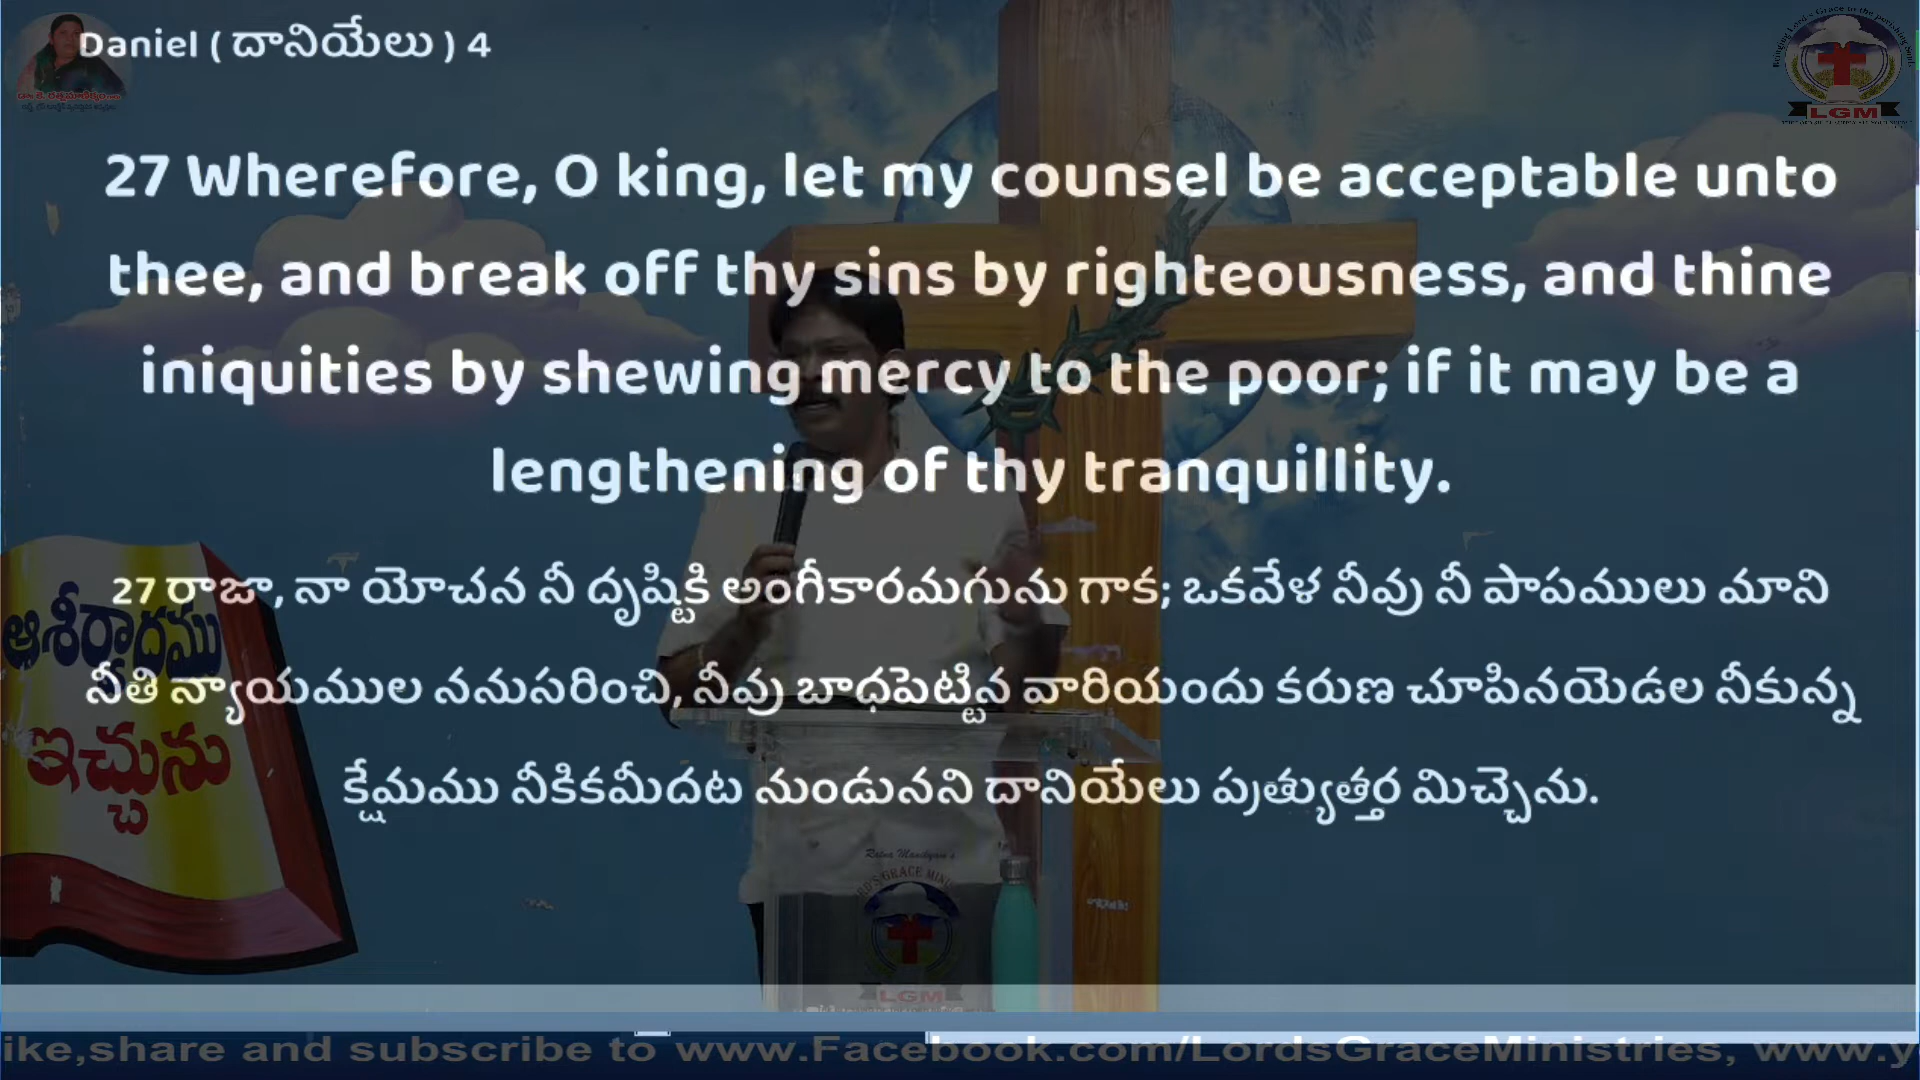 Daniel ( దానియేలు ) 4
27 Wherefore, O king, let my counsel be acceptable unto
thee, and break off thy sins by righteousness, and thine
iniquities by shewing mercy to the poor; if it may be a
lengthening of thy tranquillity.
27 రాజా, నా యోచన నీ దృష్టికి అంగీకారమగును గాక; ఒకవేళ నీవు నీ పాపములు మాని
నీతి న్యాయముల ననుసరించి, నీవు బాధపెట్టిన వారియందు కరుణ చూపినయెడల నీకున్న
క్షేమము నీకికమీదట నుండునని దానియేలు ప్రత్యుత్తర మిచ్చెను.
ఆశీర్వాదము
ఇచ్చును
LGM
Ratna Manikyam's
LGM
ike,share and subscribe to www.Facebook.com/LordsGraceMinistries, www.y